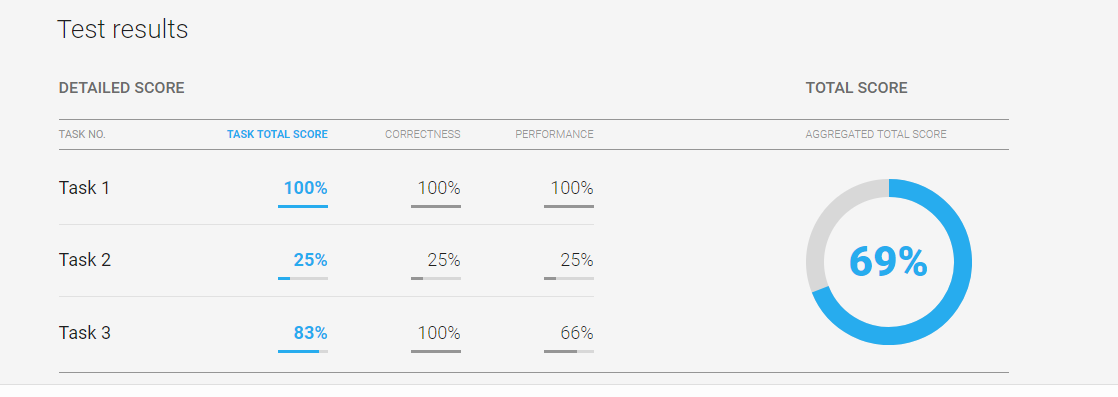 Test results
DETAILED SCORE
TOTAL SCORE
TASK NO. TASK TOTAL SCORE CORRECTNESS PERFORMANCE
AGGREGATED TOTAL SCORE
Task 1 100% 100% 100%
Task 2 25% 25% 25%
69%
Task 3 83% 100% 66%